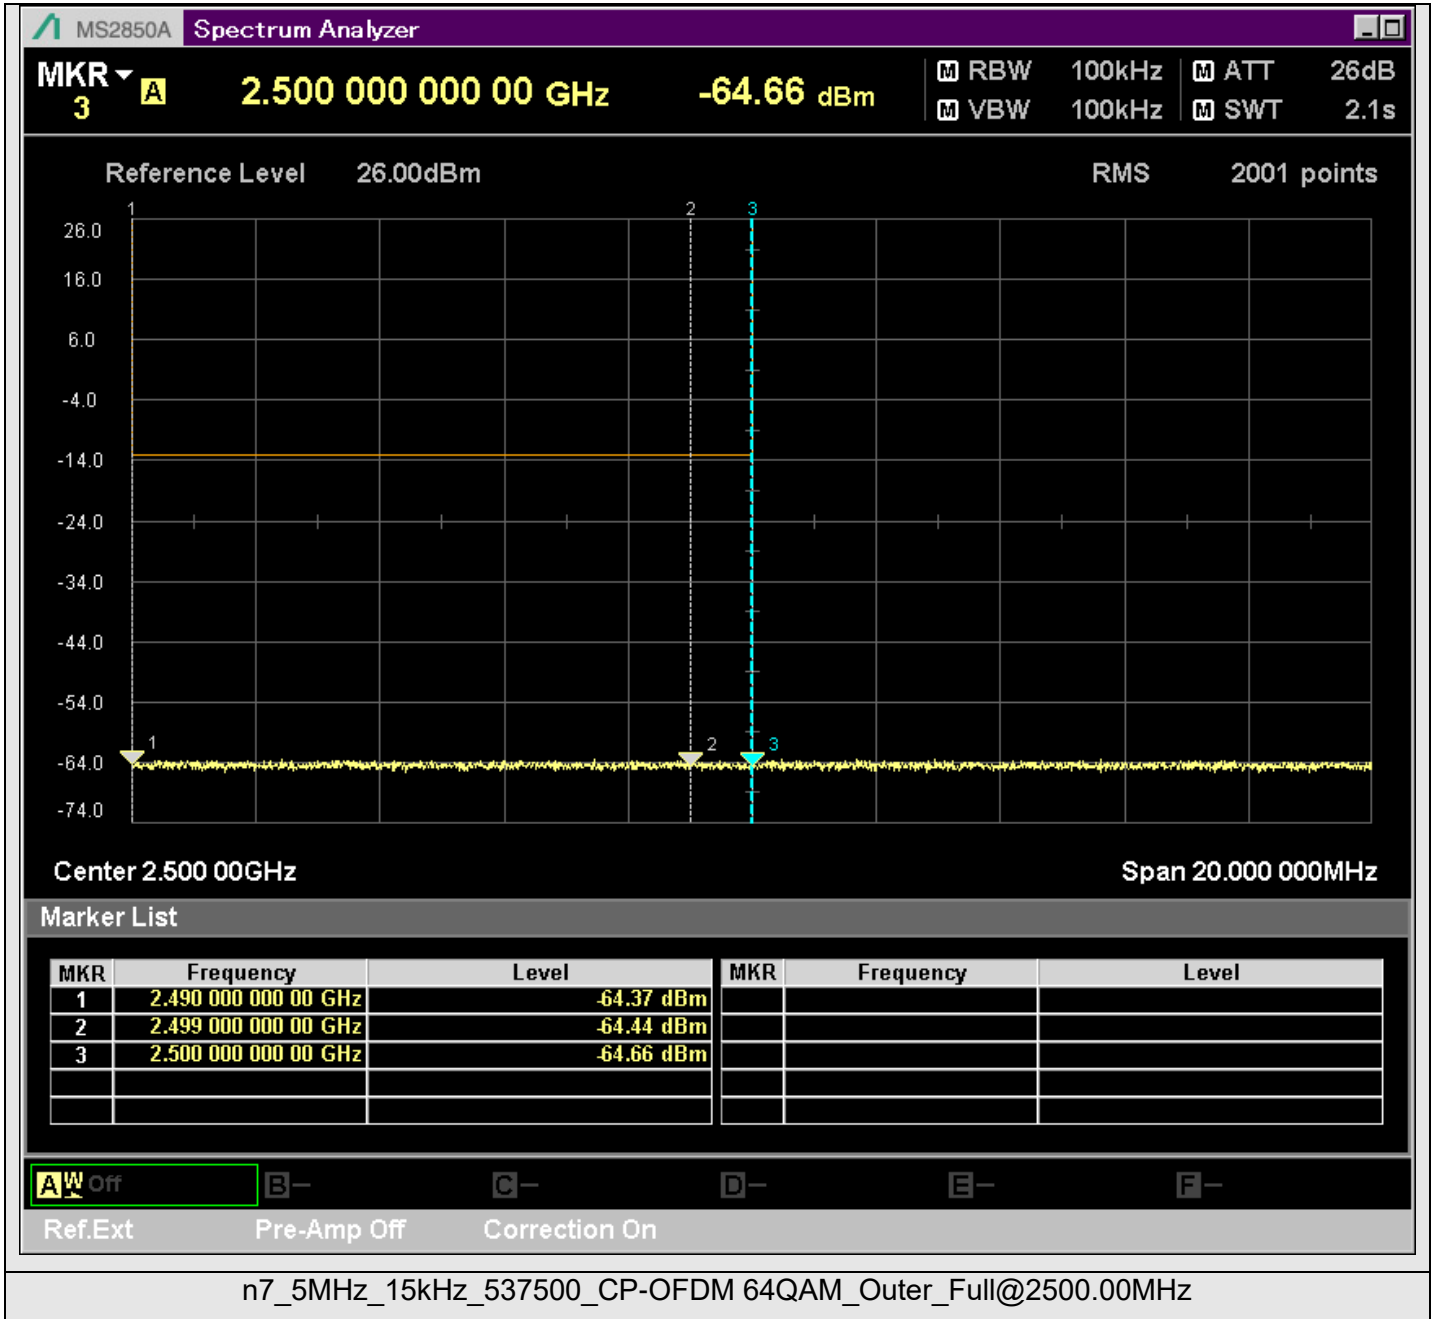 MS2850A Spectrum Analyzer
MKR A 2.500 000 000 00 GHz -64.66 dBm M RBW 100kHz M ATT 26dB
3 M VBW 100kHz M SWT 2.1s
Reference Level 26.00dBm RMS 2001 points
1 2 3
26.0
16.0
6.0
-4.0
-14.0
-24.0
-34.0
-44.0
-54.0
1 2 3
-64.0
-74.0
Center 2.500 00GHz Span 20.000 000MHz
Marker List
MKR Frequency Level MKR Frequency Level
1 2.490 000 000 00 GHz -64.37 dBm
2 2.499 000 000 00 GHz -64.44 dBm
3 2.500 000 000 00 GHz -64.66 dBm
A W Off B – C – D – E – F –
Ref.Ext Pre-Amp Off Correction On
n7_5MHz_15kHz_537500_CP-OFDM 64QAM_Outer_Full@2500.00MHz